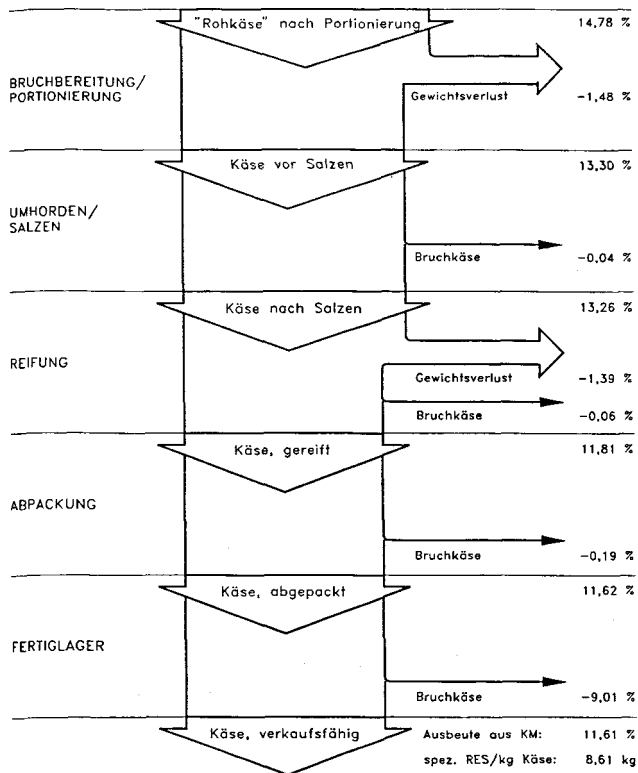 "Rohkäse" nach Portionierung 14,78 %
BRUCHBEREITUNG/
PORTIONIERUNG
Gewichtsverlust -1,48 %
Käse vor Salzen 13,30 %
UMHORDEN/
SALZEN
Bruchkäse -0,04 %
Käse nach Salzen 13,26 %
REIFUNG
Gewichtsverlust -1,39 %
Bruchkäse -0,06 %
Käse, gereift 11,81 %
ABPACKUNG
Bruchkäse -0,19 %
Käse, abgepackt 11,62 %
FERTIGLAGER
Bruchkäse -9,01 %
Käse, verkaufsfähig Ausbeute aus KM: 11,61 %
spez. RES/kg Käse: 8,61 kg